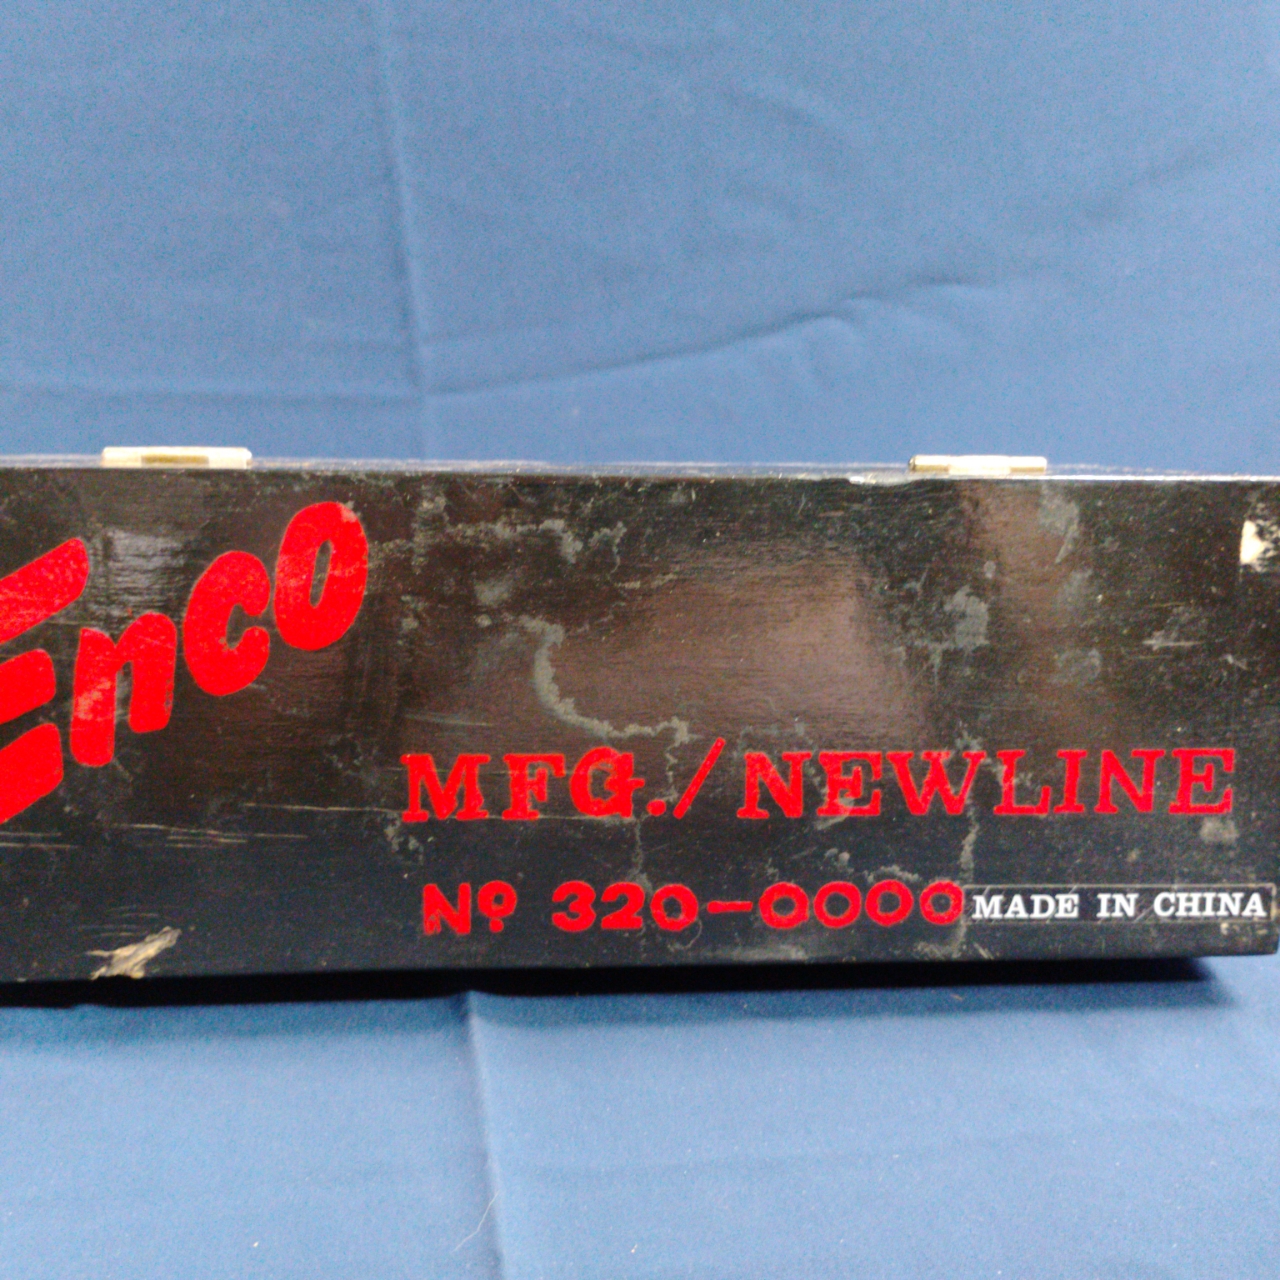 Enco
MFG./NEWLINE
Nº 320-0000 MADE IN CHINA